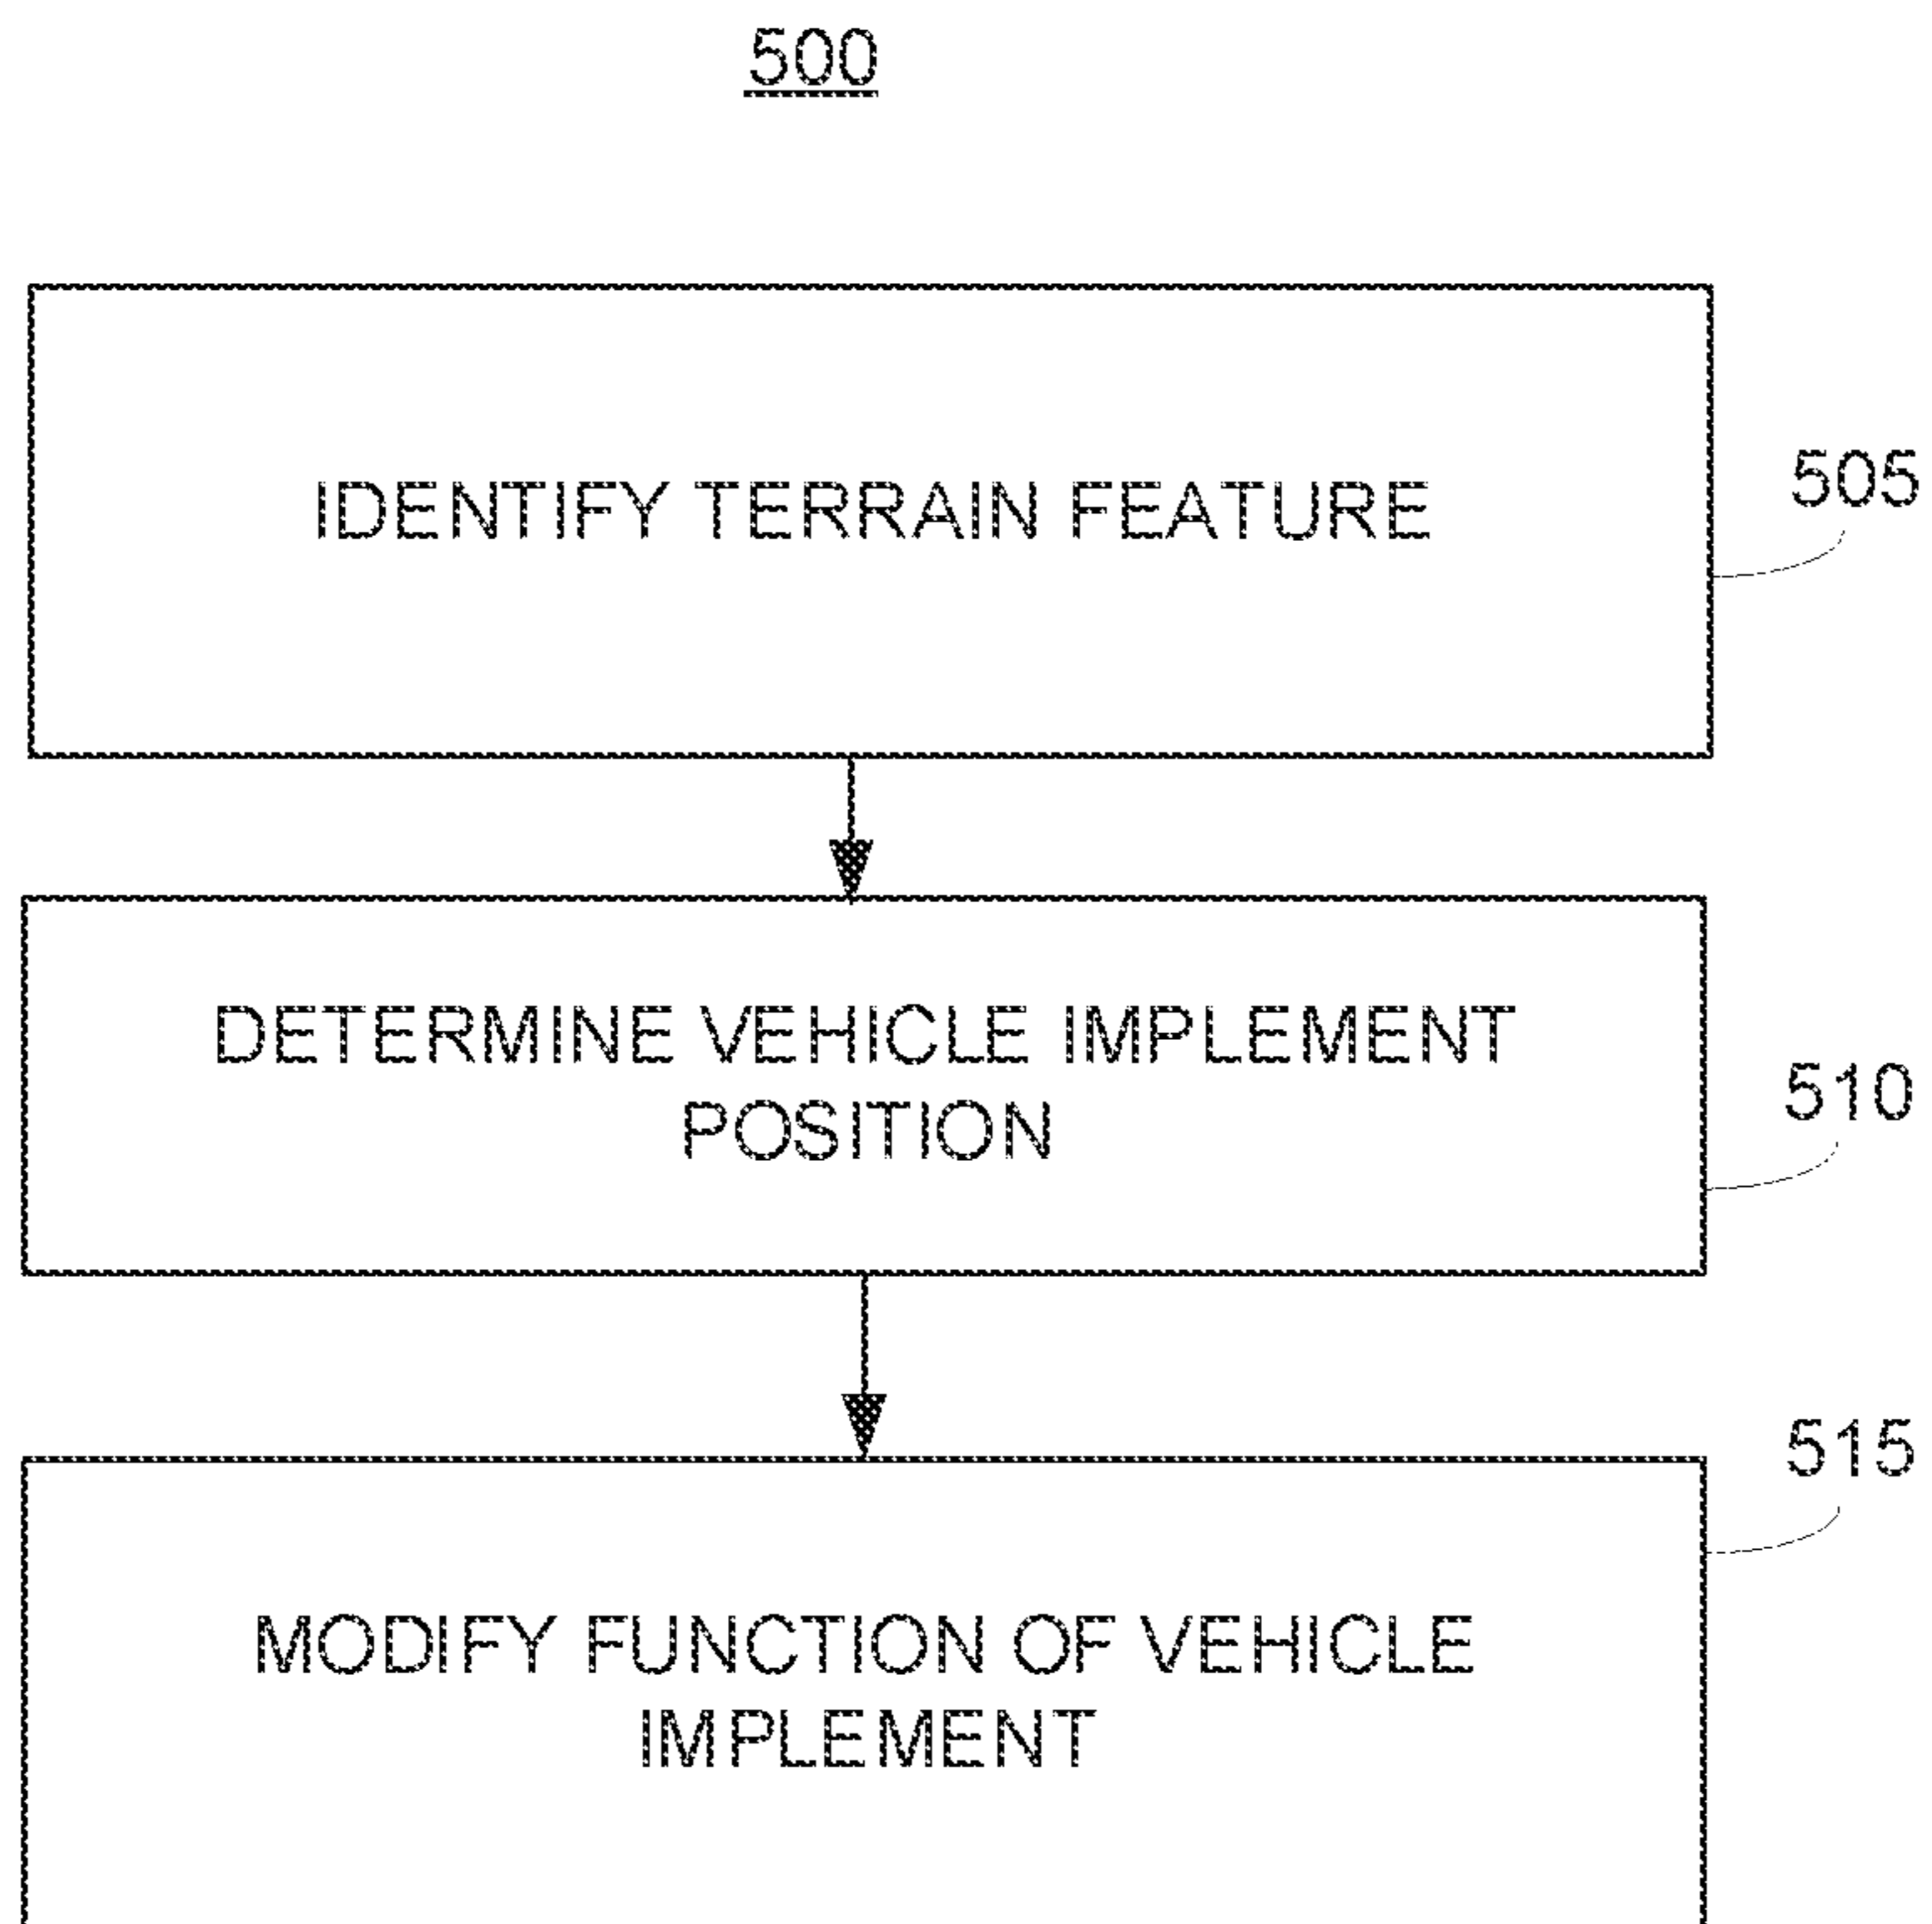 500
IDENTIFY TERRAIN FEATURE
505
DETERMINE VEHICLE IMPLEMENT
POSITION
510
515
MODIFY FUNCTION OF VEHICLE
IMPLEMENT